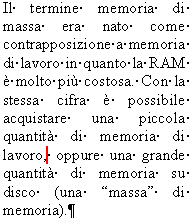 Il termine memoria di
massa era nato come
contrapposizione a memoria
di lavoro in quanto la RAM
è molto più costosa. Con la
stessa cifra è possibile
acquistare una piccola
quantità di memoria di
lavoro, oppure una grande
quantità di memoria su
disco (una “massa” di
memoria).¶